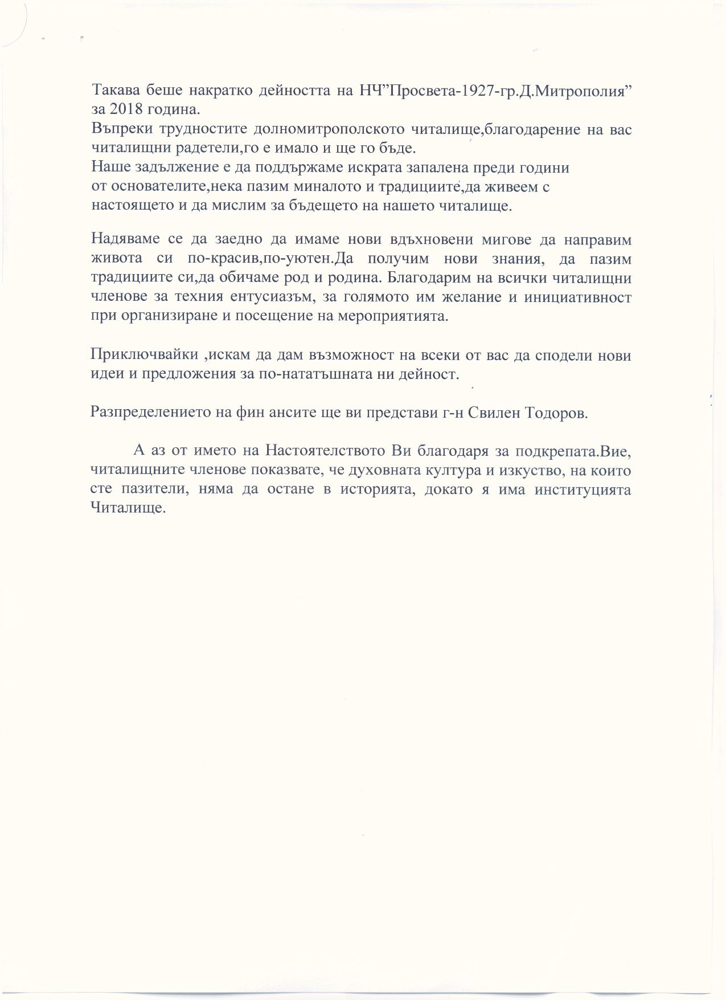 Такава беше накратко дейността на НЧ”Просвета-1927-гр.Д.Митрополия”
за 2018 година.
Въпреки трудностите долномитрополското читалище,благодарение на вас
читалищни радетели,го е имало и ще го бъде.
Наше задължение е да поддържаме искрата запалена преди години
от основателите,нека пазим миналото и традициите,да живеем с
настоящето и да мислим за бъдещето на нашето читалище.
Надяваме се да заедно да имаме нови вдъхновени мигове да направим
живота си по-красив,по-уютен.Да получим нови знания, да пазим
традициите си,да обичаме род и родина. Благодарим на всички читалищни
членове за техния ентусиазъм, за голямото им желание и инициативност
при организиране и посещение на мероприятията.
Приключвайки ,искам да дам възможност на всеки от вас да сподели нови
идеи и предложения за по-нататъшната ни дейност.
Разпределението на фин ансите ще ви представи г-н Свилен Тодоров.
А аз от името на Настоятелството Ви благодаря за подкрепата.Вие,
читалищните членове показвате, че духовната култура и изкуство, на които
сте пазители, няма да остане в историята, докато я има институцията
Читалище.